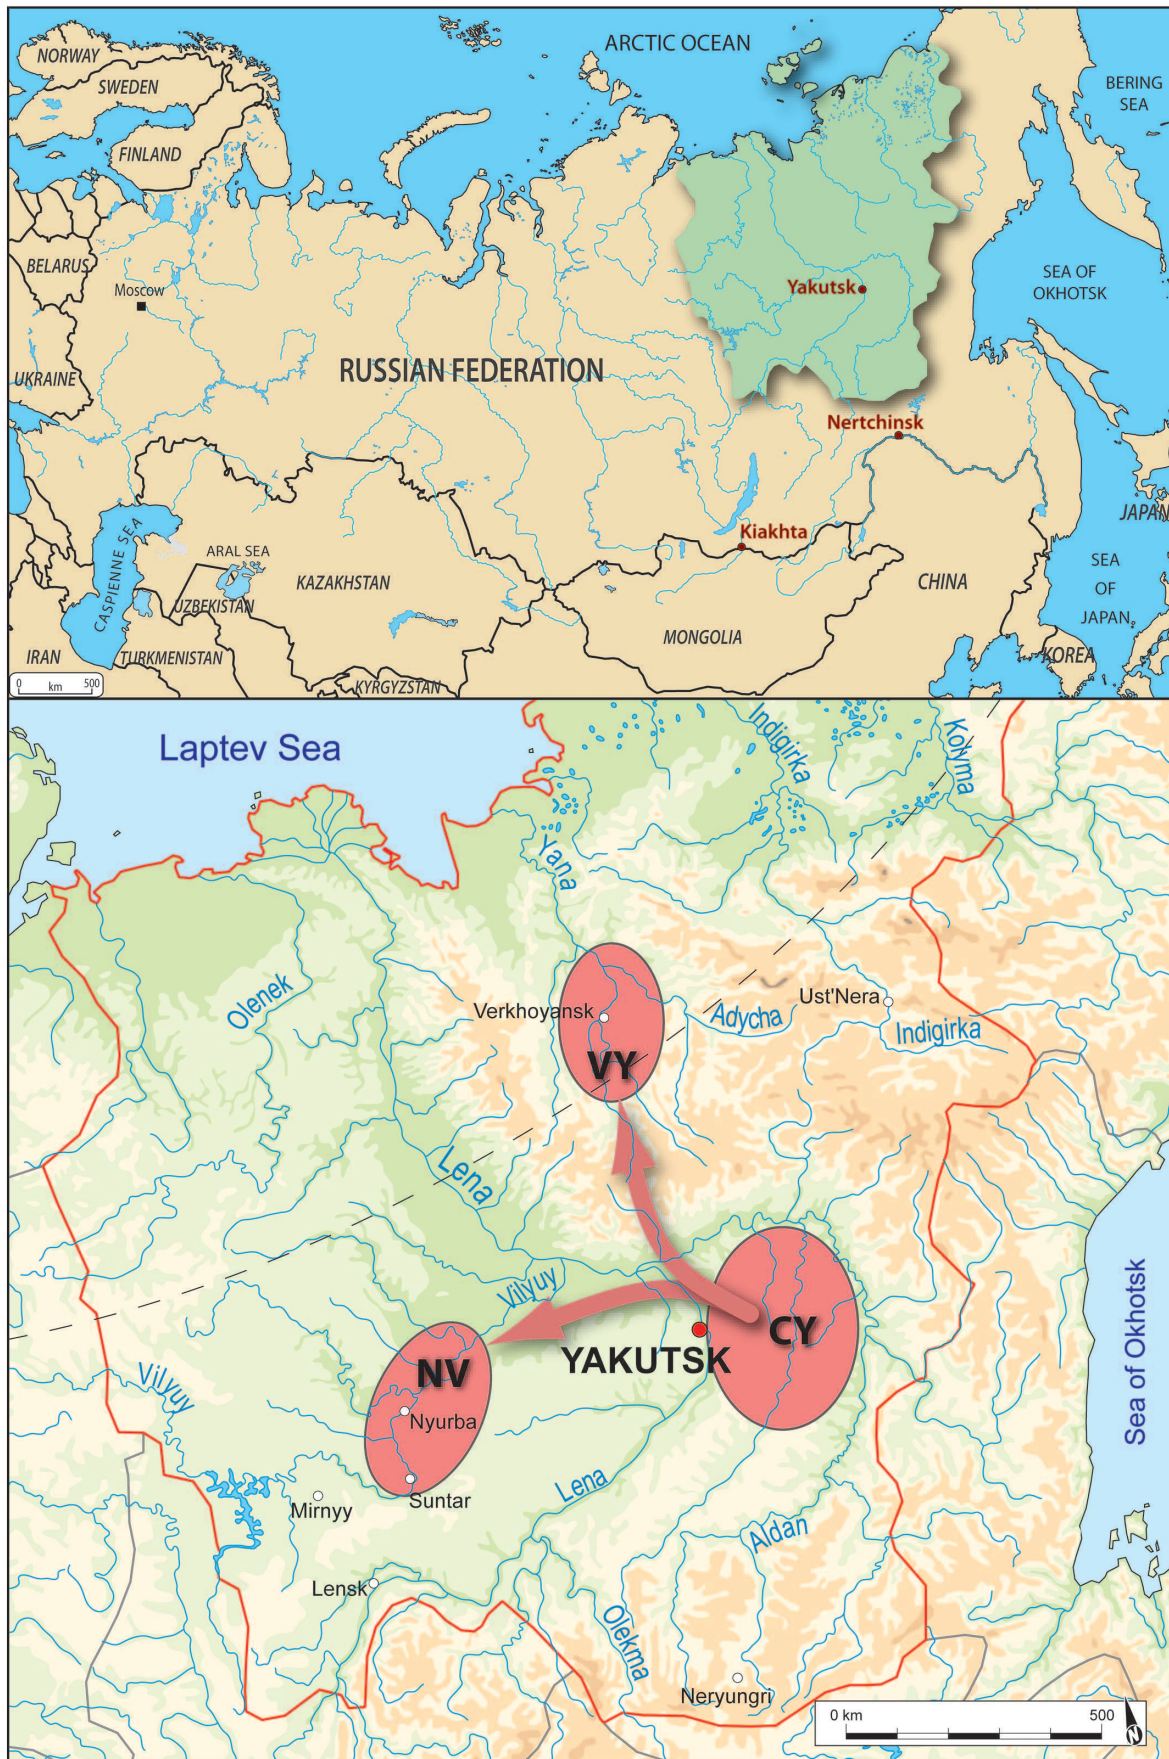 NORWAY
SWEDEN
FINLAND
ARCTIC OCEAN
BERING
SEA
BELARUS
Moscow
UKRAINE
RUSSIAN FEDERATION
Yakutsk
SEA OF
OKHOTSK
Nertchinsk
Kiakhta
CASPIENNE SEA
ARAL SEA
UZBEKISTAN
KAZAKHSTAN
MONGOLIA
CHINA
JAPAN
SEA
OF
JAPAN
KOREA
IRAN
TURKMENISTAN
KYRGYZSTAN
0 km 500
Laptev Sea
Indigirka
Kolyma
Yana
Olenek
Verkhoyansk
VY
Adycha
Ust'Nera
Indigirka
Lena
Vilyuy
YAKUTSK
CY
NV
Vilyuy
Nyurba
Suntar
Mirnyy
Lensk
Lena
Aldan
Olekma
Neryungri
Sea of Okhotsk
0 km 500
N